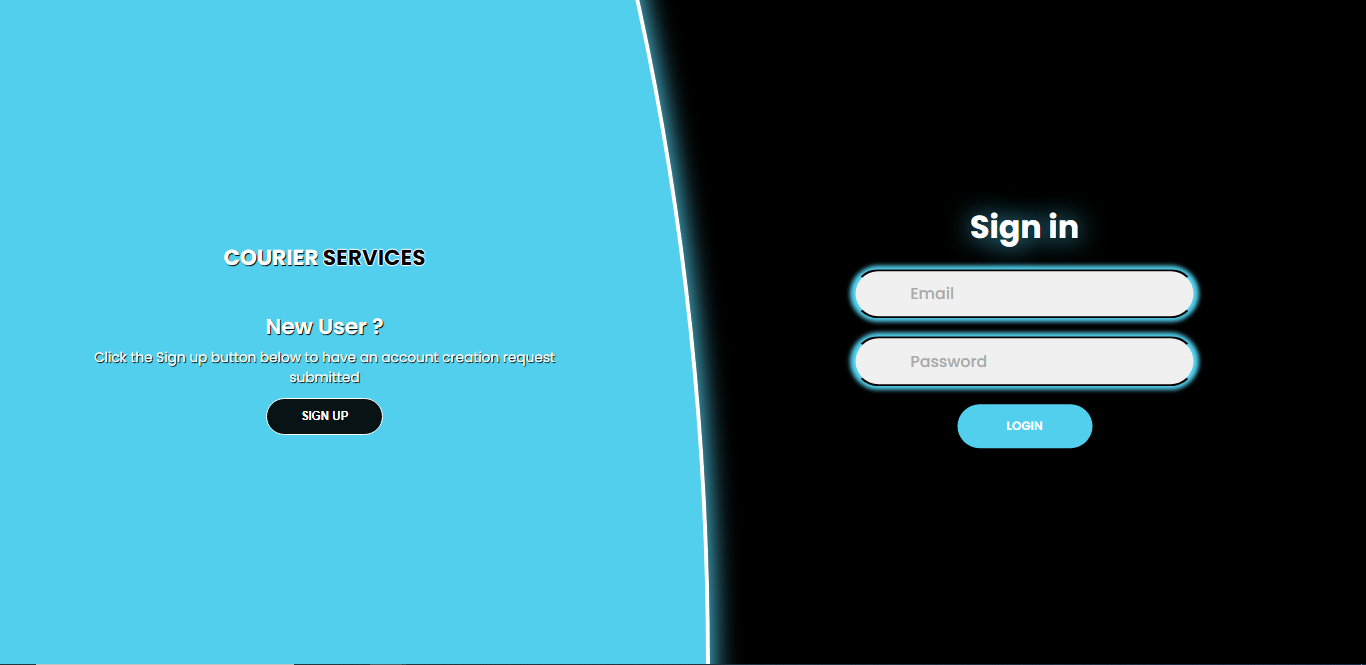 COURIER SERVICES
New User ?
Click the Sign up button below to have an account creation request
submitted
SIGN UP
Sign in
Email
Password
LOGIN